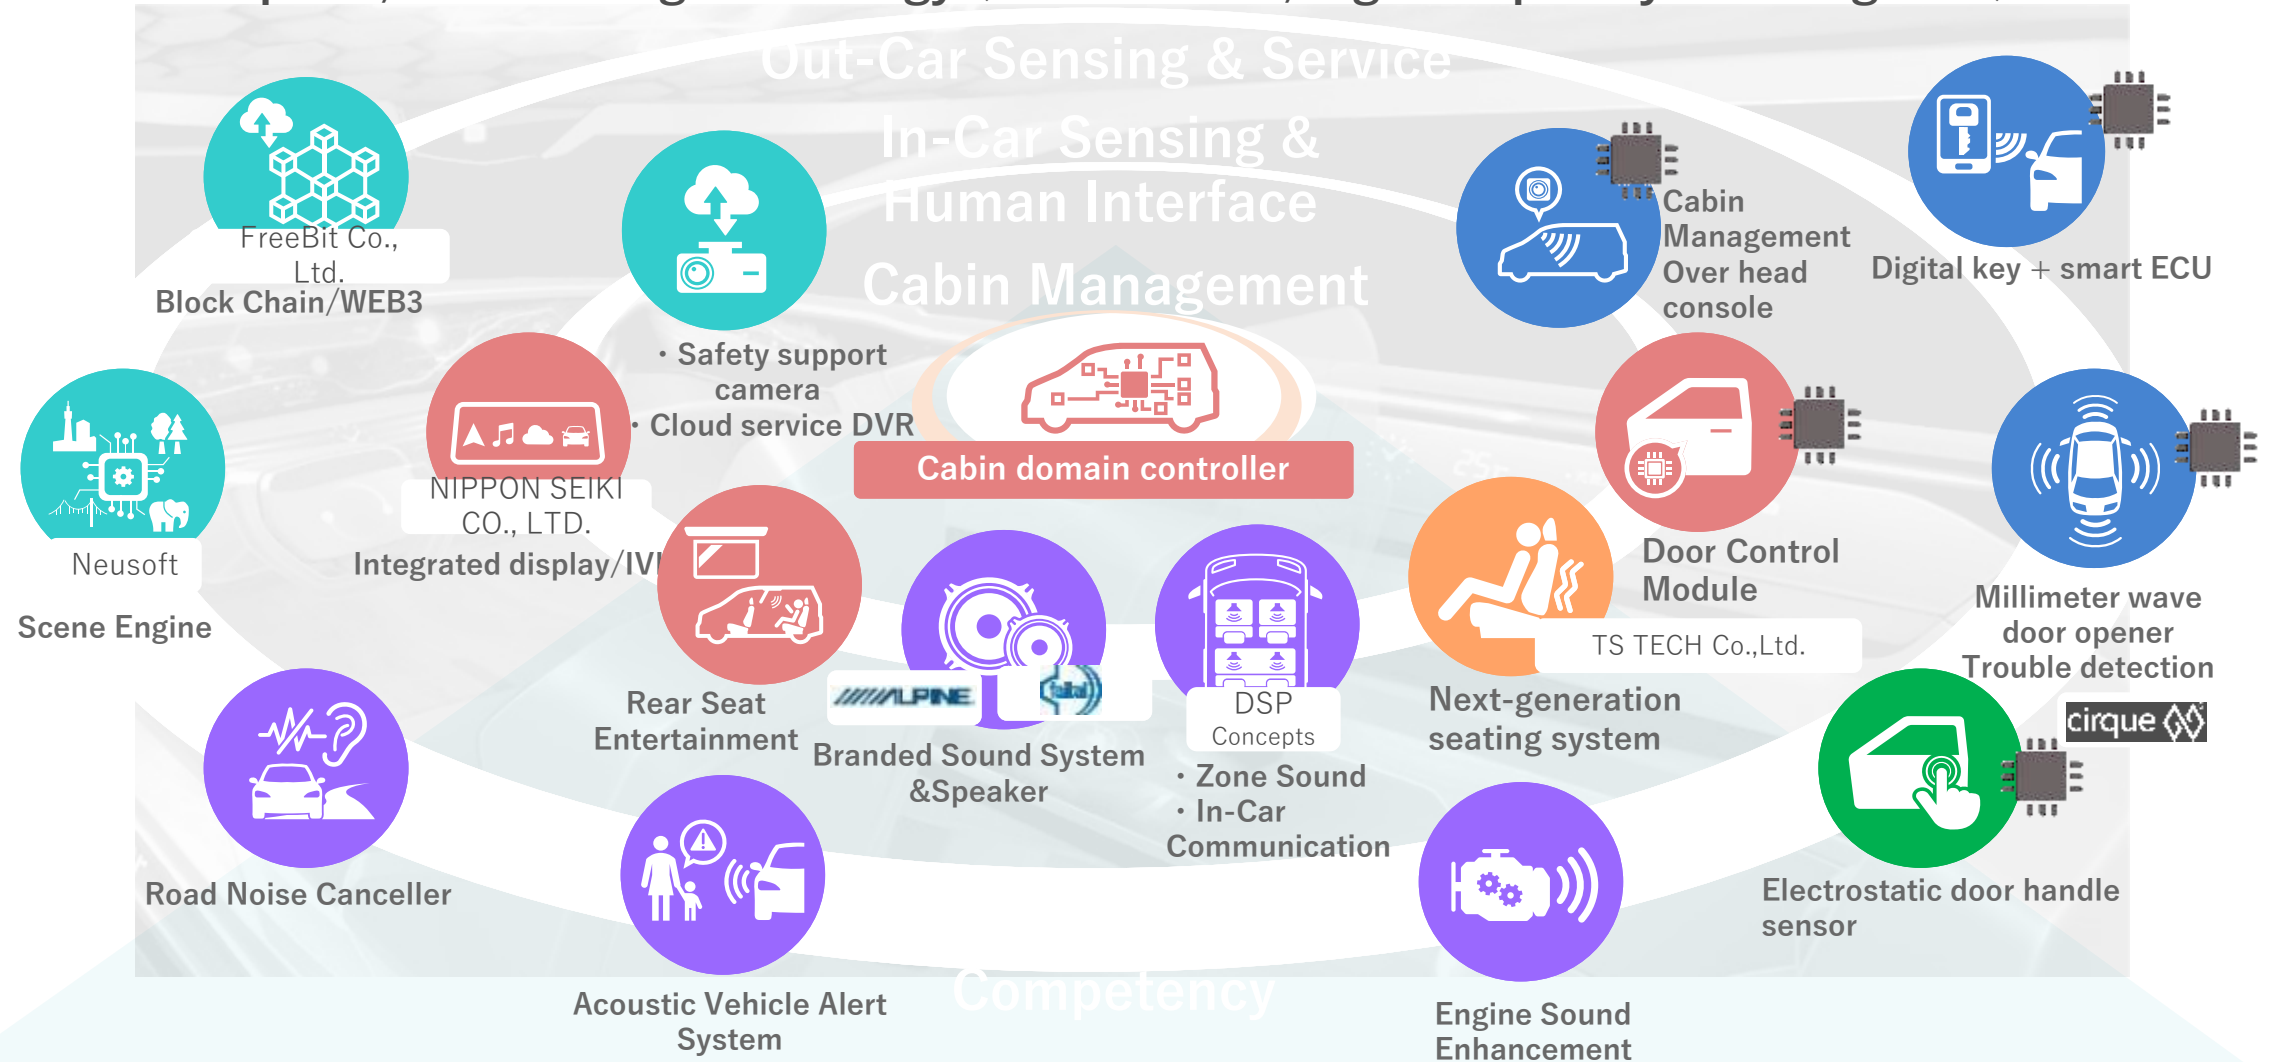 Out-Car Sensing & Service
In-Car Sensing &
Human Interface
Cabin Management
FreeBit Co.,
Ltd.
Block Chain/WEB3
・Safety support
camera
・Cloud service DVR
Cabin
Management
Over head
console
Digital key + smart ECU
Cabin domain controller
NIPPON SEIKI
CO., LTD.
Integrated display/IVI
Neusoft
Scene Engine
Door Control
Module
TS TECH Co.,Ltd.
Millimeter wave
door opener
Trouble detection
cirque
Rear Seat
Entertainment
ALPINE
Branded Sound System
&Speaker
DSP
Concepts
・Zone Sound
・In-Car
Communication
Next-generation
seating system
Road Noise Canceller
Electrostatic door handle
sensor
Acoustic Vehicle Alert
System
Competency
Engine Sound
Enhancement